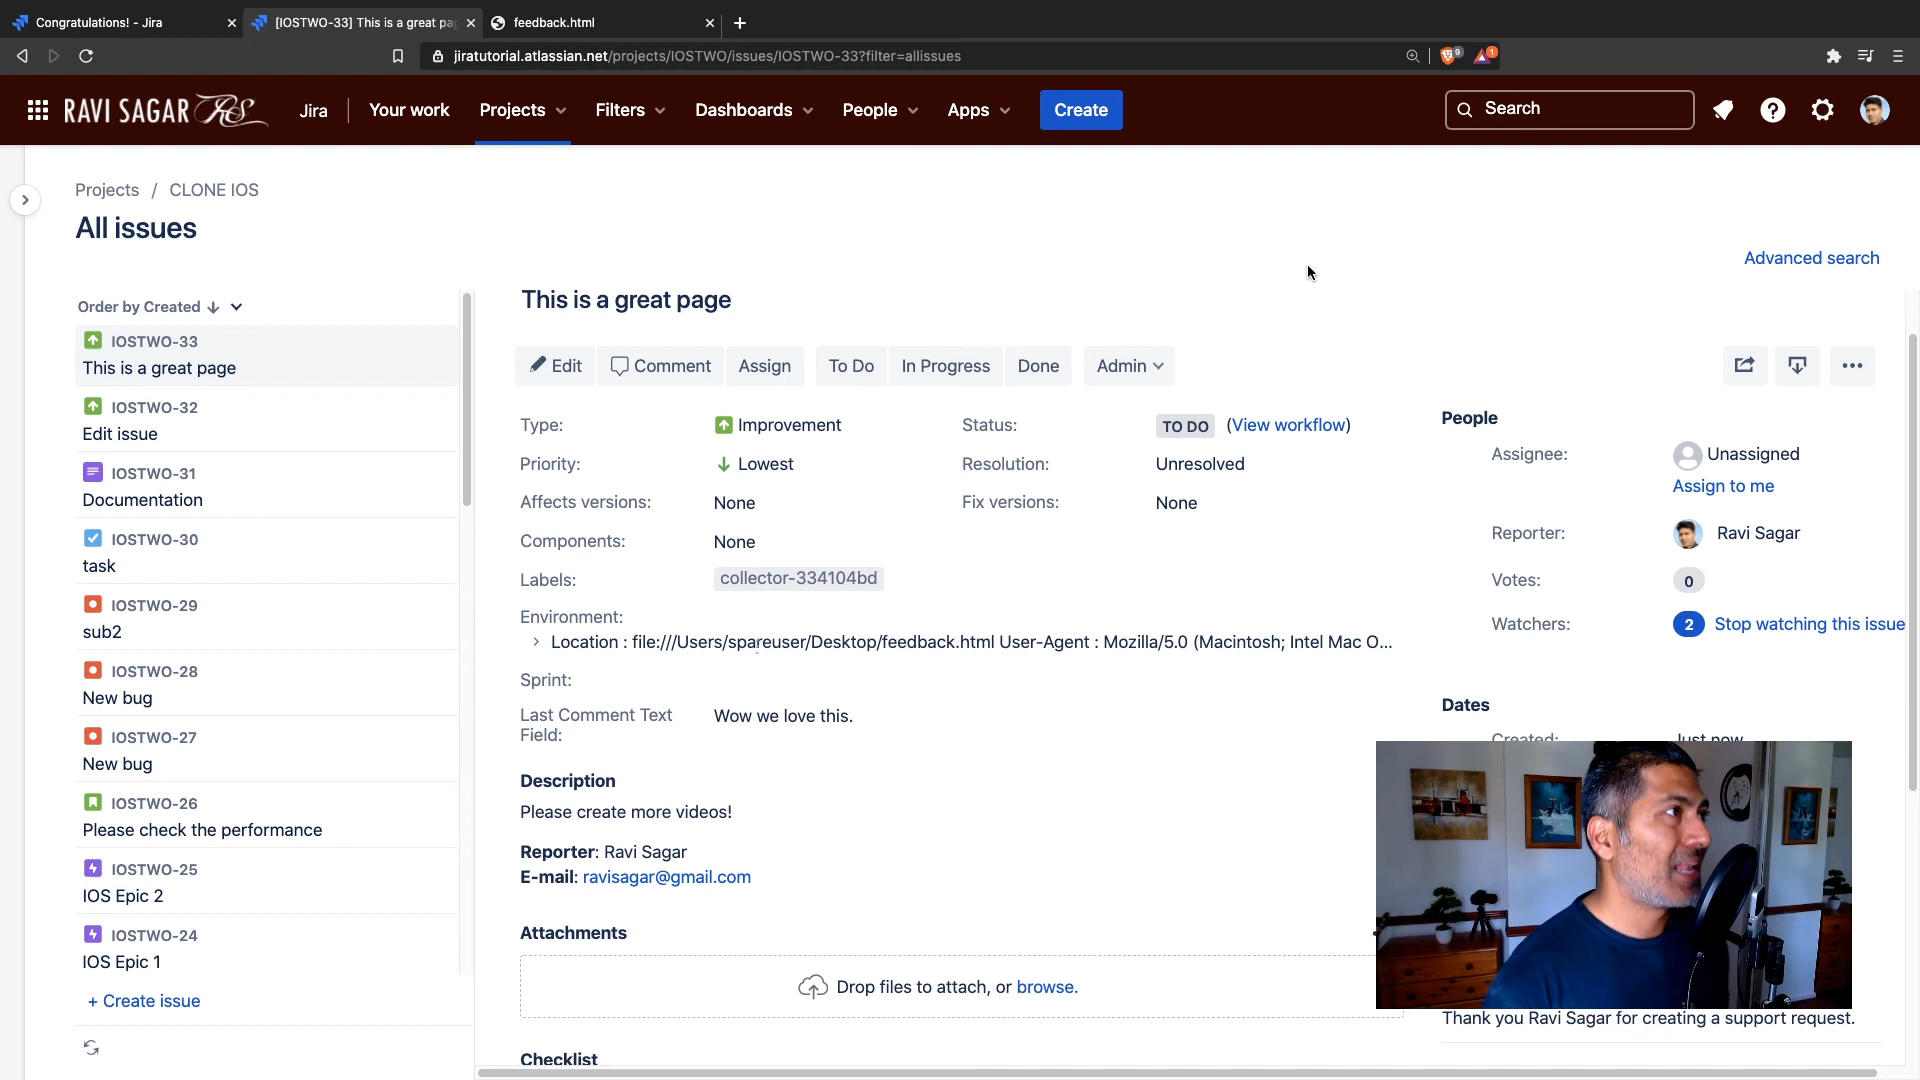 Congratulations! - Jira
[IOSTWO-33] This is a great pa
feedback.html
jiratutorial.atlassian.net/projects/IOSTWO/issues/IOSTWO-33?filter=allissues
9
1
RAVI SAGAR RS
Jira
Your work
Projects
Filters
Dashboards
People
Apps
Create
Search
Projects / CLONE IOS
All issues
Advanced search
Order by Created
IOSTWO-33
This is a great page
IOSTWO-32
Edit issue
IOSTWO-31
Documentation
IOSTWO-30
task
IOSTWO-29
sub2
IOSTWO-28
New bug
IOSTWO-27
New bug
IOSTWO-26
Please check the performance
IOSTWO-25
IOS Epic 2
IOSTWO-24
IOS Epic 1
+ Create issue
This is a great page
Edit
Comment
Assign
To Do
In Progress
Done
Admin
Type: Improvement
Status: TO DO (View workflow)
Priority: Lowest
Resolution: Unresolved
Affects versions: None
Fix versions: None
Components: None
Labels: collector-334104bd
Environment:
Location : file:///Users/spareuser/Desktop/feedback.html User-Agent : Mozilla/5.0 (Macintosh; Intel Mac O...
Sprint:
Last Comment Text Wow we love this.
Field:
Description
Please create more videos!
Reporter: Ravi Sagar
E-mail: ravisagar@gmail.com
Attachments
Drop files to attach, or browse.
Checklist
People
Assignee: Unassigned
Assign to me
Reporter: Ravi Sagar
Votes: 0
Watchers: 2 Stop watching this issue
Dates
Created: Just now
Thank you Ravi Sagar for creating a support request.